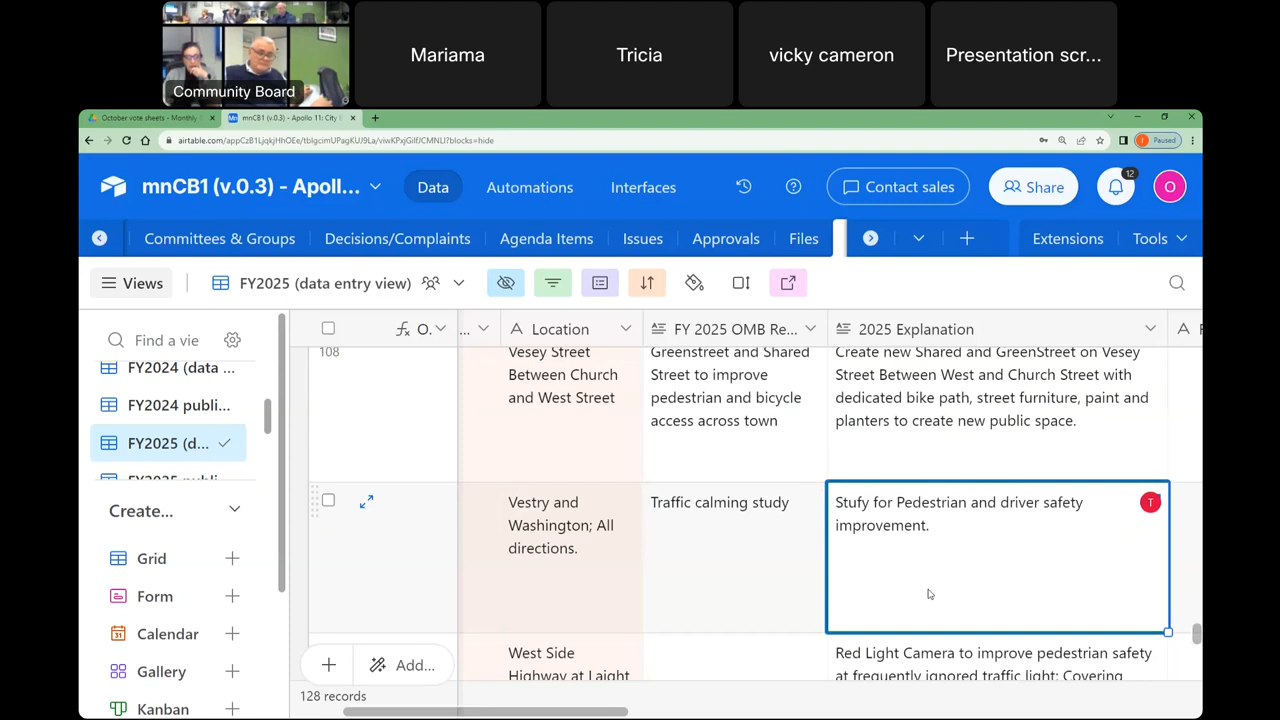 Community Board
Mariama
Tricia
vicky cameron
Presentation scr...
October vote sheets - Monthly
mnCB1 (v.0.3) - Apollo 11: City
airtable.com/appCzB1LjqkjHhOEe/tblgcimUPagKUJ9La/viwKPxjGilfJCMNLI?blocks=hide
Paused
mnCB1 (v.0.3) - Apoll...
Data
Automations
Interfaces
Contact sales
Share
12
O
Committees & Groups
Decisions/Complaints
Agenda Items
Issues
Approvals
Files
Extensions
Tools
Views
FY2025 (data entry view)
Find a vie
FY2024 (data ...
FY2024 publi...
FY2025 (d...
FY2025 publi...
Create...
Grid
Form
Calendar
Gallery
Kanban
O..
...
Location
FY 2025 OMB Re...
2025 Explanation
108
Vesey Street
Between Church
and West Street
Greenstreet and Shared
Street to improve
pedestrian and bicycle
access across town
Create new Shared and GreenStreet on Vesey
Street Between West and Church Street with
dedicated bike path, street furniture, paint and
planters to create new public space.
Vestry and
Washington; All
directions.
Traffic calming study
Stufy for Pedestrian and driver safety
improvement.
T
West Side
Highway at Laight
Red Light Camera to improve pedestrian safety
at frequently ignored traffic light; Covering
Add...
128 records